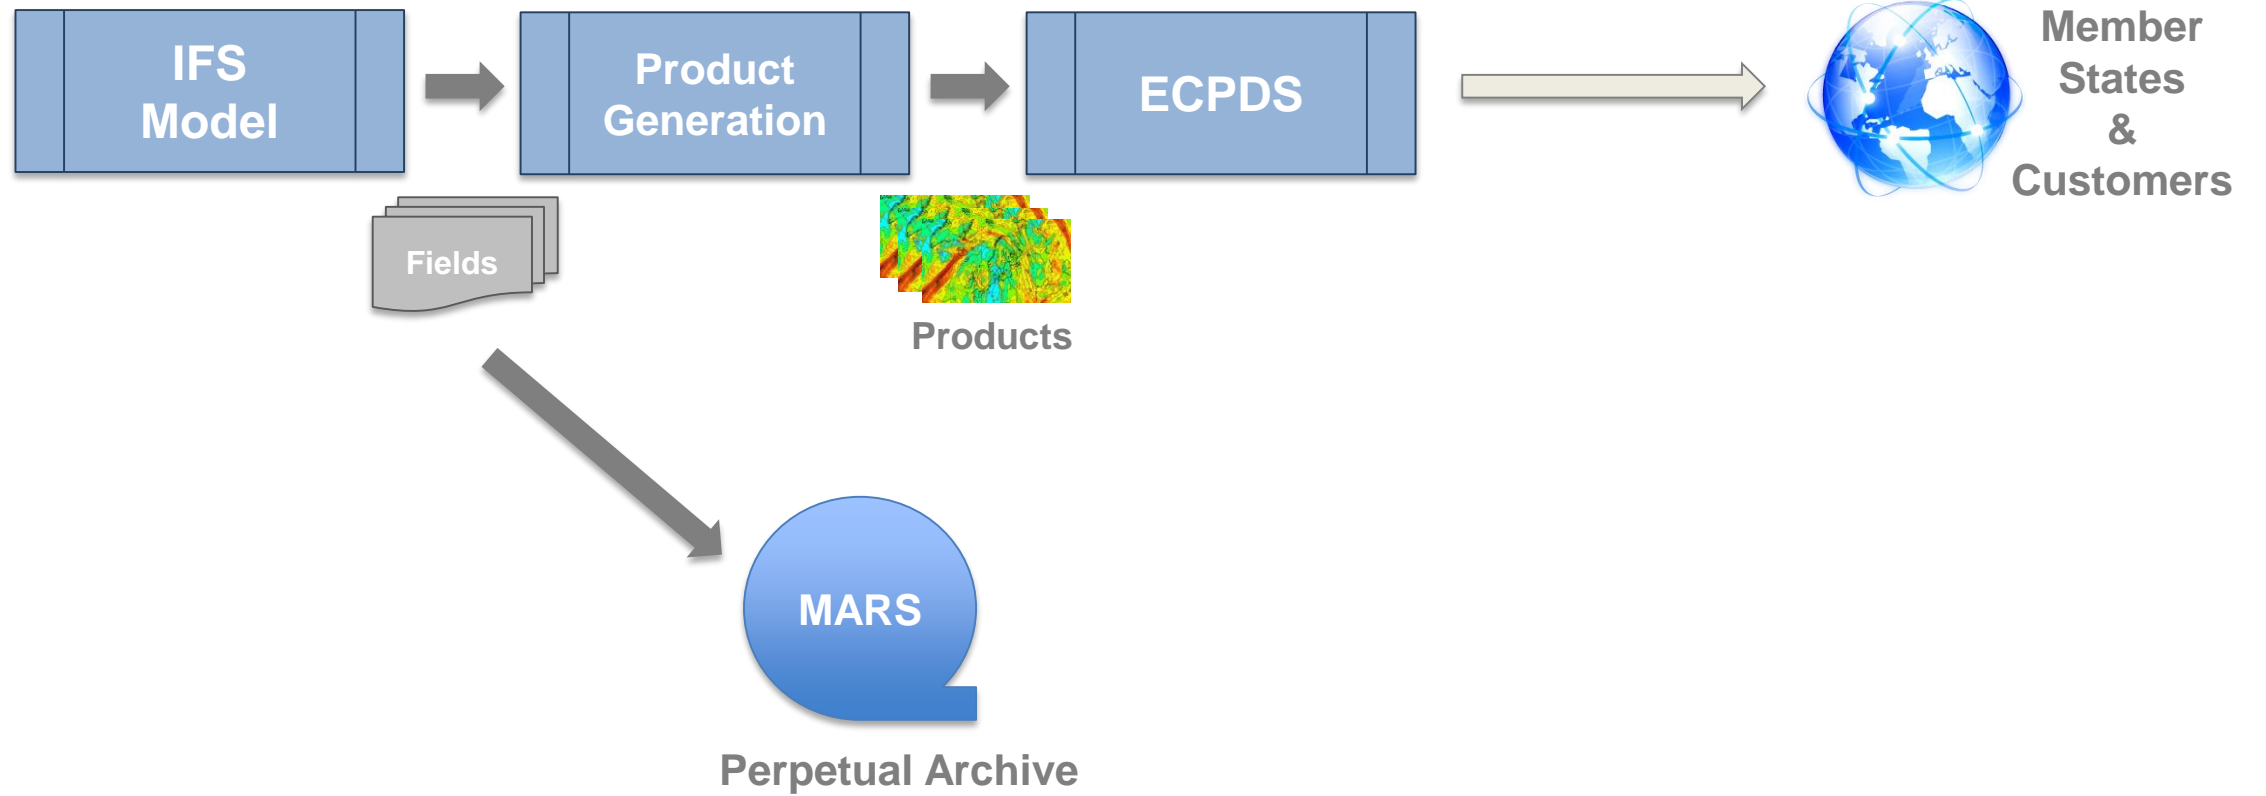 IFS
Model
Product
Generation
ECPDS
Member
States
&
Customers
Fields
Products
MARS
Perpetual Archive